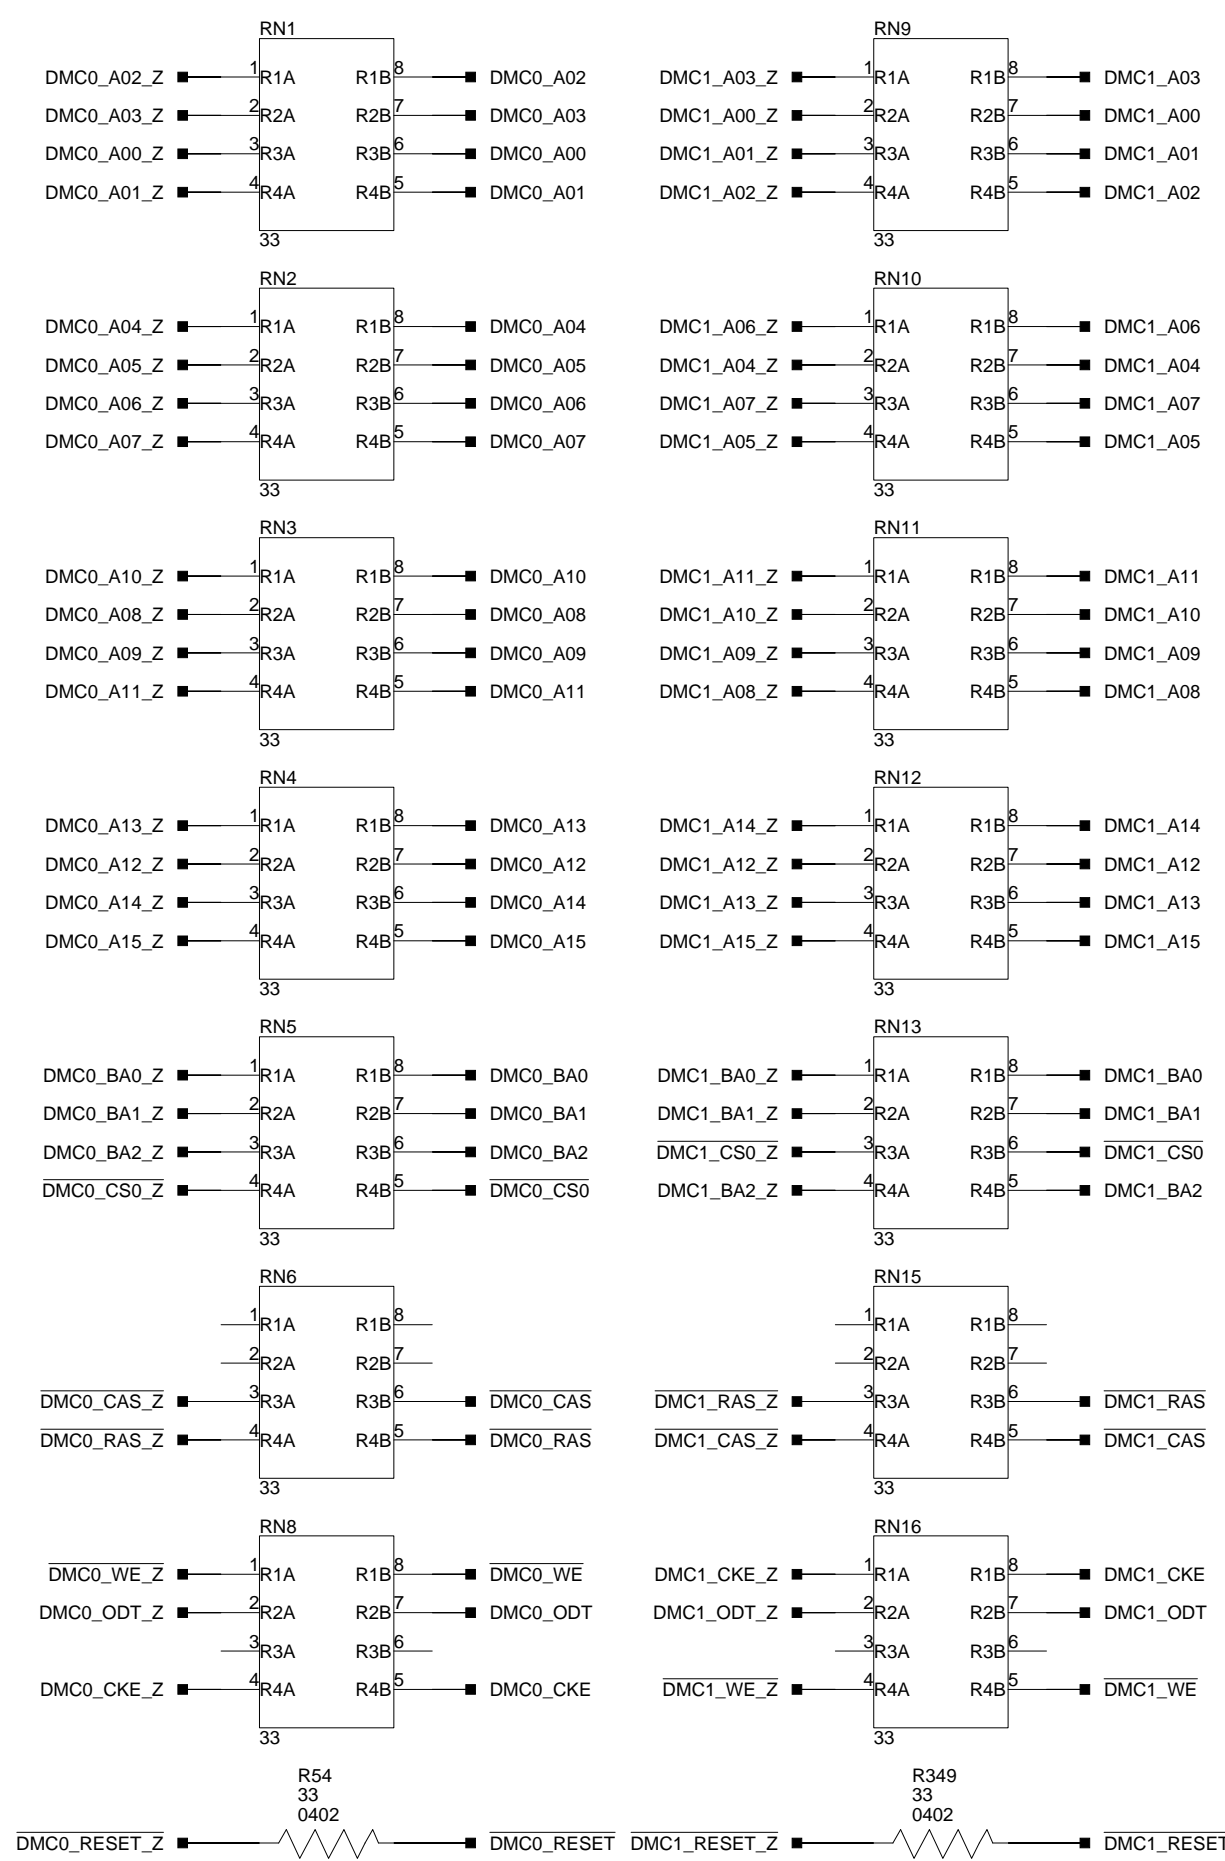 RN1
DMC0_A02_Z 1 R1A R1B 8 DMC0_A02
DMC0_A03_Z 2 R2A R2B 7 DMC0_A03
DMC0_A00_Z 3 R3A R3B 6 DMC0_A00
DMC0_A01_Z 4 R4A R4B 5 DMC0_A01
33
RN2
DMC0_A04_Z 1 R1A R1B 8 DMC0_A04
DMC0_A05_Z 2 R2A R2B 7 DMC0_A05
DMC0_A06_Z 3 R3A R3B 6 DMC0_A06
DMC0_A07_Z 4 R4A R4B 5 DMC0_A07
33
RN3
DMC0_A10_Z 1 R1A R1B 8 DMC0_A10
DMC0_A08_Z 2 R2A R2B 7 DMC0_A08
DMC0_A09_Z 3 R3A R3B 6 DMC0_A09
DMC0_A11_Z 4 R4A R4B 5 DMC0_A11
33
RN4
DMC0_A13_Z 1 R1A R1B 8 DMC0_A13
DMC0_A12_Z 2 R2A R2B 7 DMC0_A12
DMC0_A14_Z 3 R3A R3B 6 DMC0_A14
DMC0_A15_Z 4 R4A R4B 5 DMC0_A15
33
RN5
DMC0_BA0_Z 1 R1A R1B 8 DMC0_BA0
DMC0_BA1_Z 2 R2A R2B 7 DMC0_BA1
DMC0_BA2_Z 3 R3A R3B 6 DMC0_BA2
DMC0_CS0_Z 4 R4A R4B 5 DMC0_CS0
33
RN6
1 R1A R1B 8
2 R2A R2B 7
DMC0_CAS_Z 3 R3A R3B 6 DMC0_CAS
DMC0_RAS_Z 4 R4A R4B 5 DMC0_RAS
33
RN8
DMC0_WE_Z 1 R1A R1B 8 DMC0_WE
DMC0_ODT_Z 2 R2A R2B 7 DMC0_ODT
3 R3A R3B 6
DMC0_CKE_Z 4 R4A R4B 5 DMC0_CKE
33
R54
33
0402
DMC0_RESET_Z DMC0_RESET
RN9
DMC1_A03_Z 1 R1A R1B 8 DMC1_A03
DMC1_A00_Z 2 R2A R2B 7 DMC1_A00
DMC1_A01_Z 3 R3A R3B 6 DMC1_A01
DMC1_A02_Z 4 R4A R4B 5 DMC1_A02
33
RN10
DMC1_A06_Z 1 R1A R1B 8 DMC1_A06
DMC1_A04_Z 2 R2A R2B 7 DMC1_A04
DMC1_A07_Z 3 R3A R3B 6 DMC1_A07
DMC1_A05_Z 4 R4A R4B 5 DMC1_A05
33
RN11
DMC1_A11_Z 1 R1A R1B 8 DMC1_A11
DMC1_A10_Z 2 R2A R2B 7 DMC1_A10
DMC1_A09_Z 3 R3A R3B 6 DMC1_A09
DMC1_A08_Z 4 R4A R4B 5 DMC1_A08
33
RN12
DMC1_A14_Z 1 R1A R1B 8 DMC1_A14
DMC1_A12_Z 2 R2A R2B 7 DMC1_A12
DMC1_A13_Z 3 R3A R3B 6 DMC1_A13
DMC1_A15_Z 4 R4A R4B 5 DMC1_A15
33
RN13
DMC1_BA0_Z 1 R1A R1B 8 DMC1_BA0
DMC1_BA1_Z 2 R2A R2B 7 DMC1_BA1
DMC1_CS0_Z 3 R3A R3B 6 DMC1_CS0
DMC1_BA2_Z 4 R4A R4B 5 DMC1_BA2
33
RN15
1 R1A R1B 8
2 R2A R2B 7
DMC1_RAS_Z 3 R3A R3B 6 DMC1_RAS
DMC1_CAS_Z 4 R4A R4B 5 DMC1_CAS
33
RN16
DMC1_CKE_Z 1 R1A R1B 8 DMC1_CKE
DMC1_ODT_Z 2 R2A R2B 7 DMC1_ODT
3 R3A R3B 6
DMC1_WE_Z 4 R4A R4B 5 DMC1_WE
33
R349
33
0402
DMC1_RESET_Z DMC1_RESET